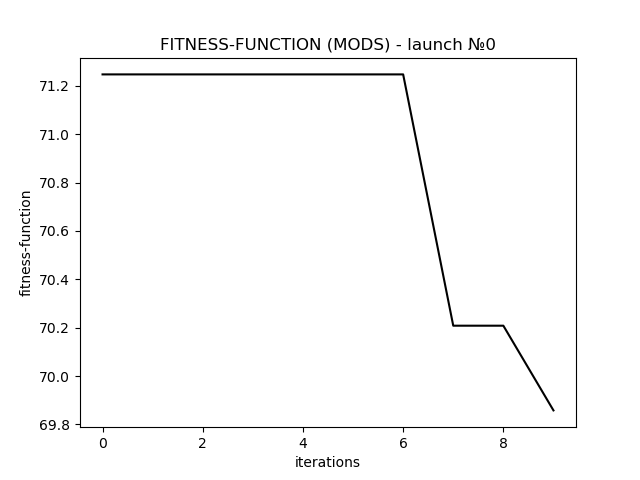 FITNESS-FUNCTION (MODS) - launch №0
71.2
71.0
70.8
70.6
70.4
70.2
70.0
69.8
fitness-function
0 2 4 6 8
iterations